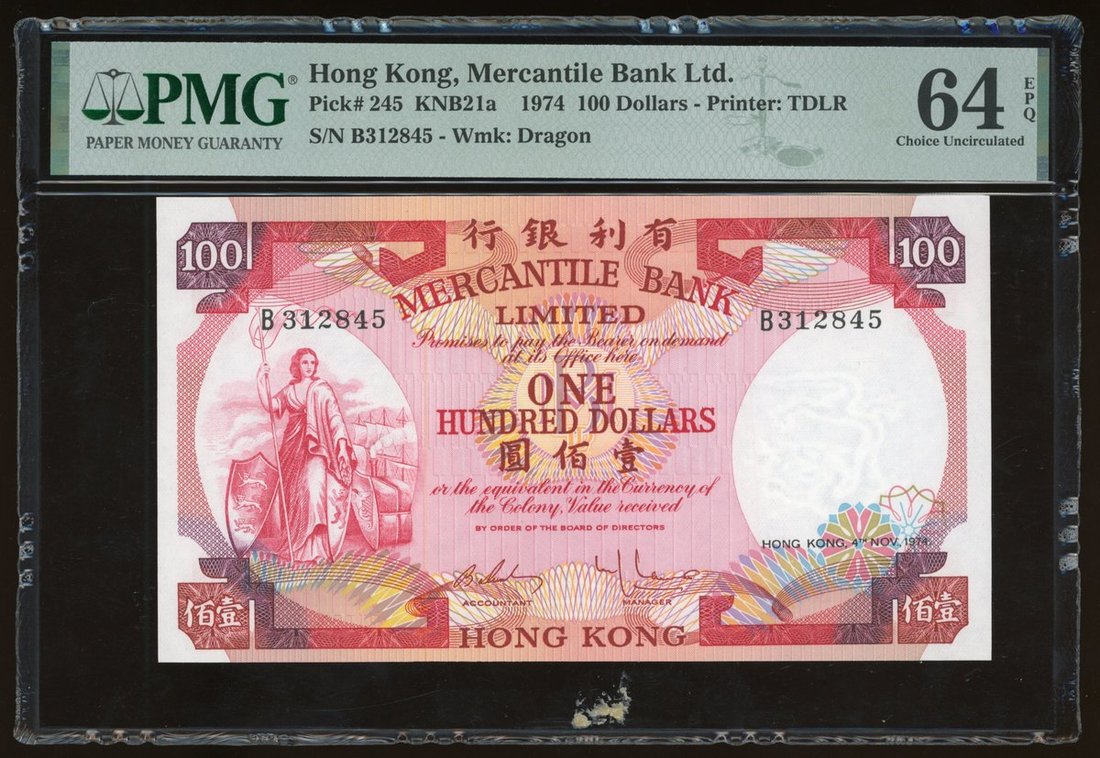 PMG®
PAPER MONEY GUARANTY
Hong Kong, Mercantile Bank Ltd.
Pick# 245 KNB21a 1974 100 Dollars - Printer: TDLR
S/N B312845 - Wmk: Dragon
64 EPQ
Choice Uncirculated
100
100
行銀利有
MERCANTILE BANK
LIMITED
B312845
B312845
Promises to pay the Bearer on demand
at its Office here
ONE
HUNDRED DOLLARS
圓佰壹
or the equivalent in the Currency of
the Colony, Value received
BY ORDER OF THE BOARD OF DIRECTORS
HONG KONG, 4TH NOV. 1974.
ACCOUNTANT
MANAGER
佰壹
佰壹
HONG KONG